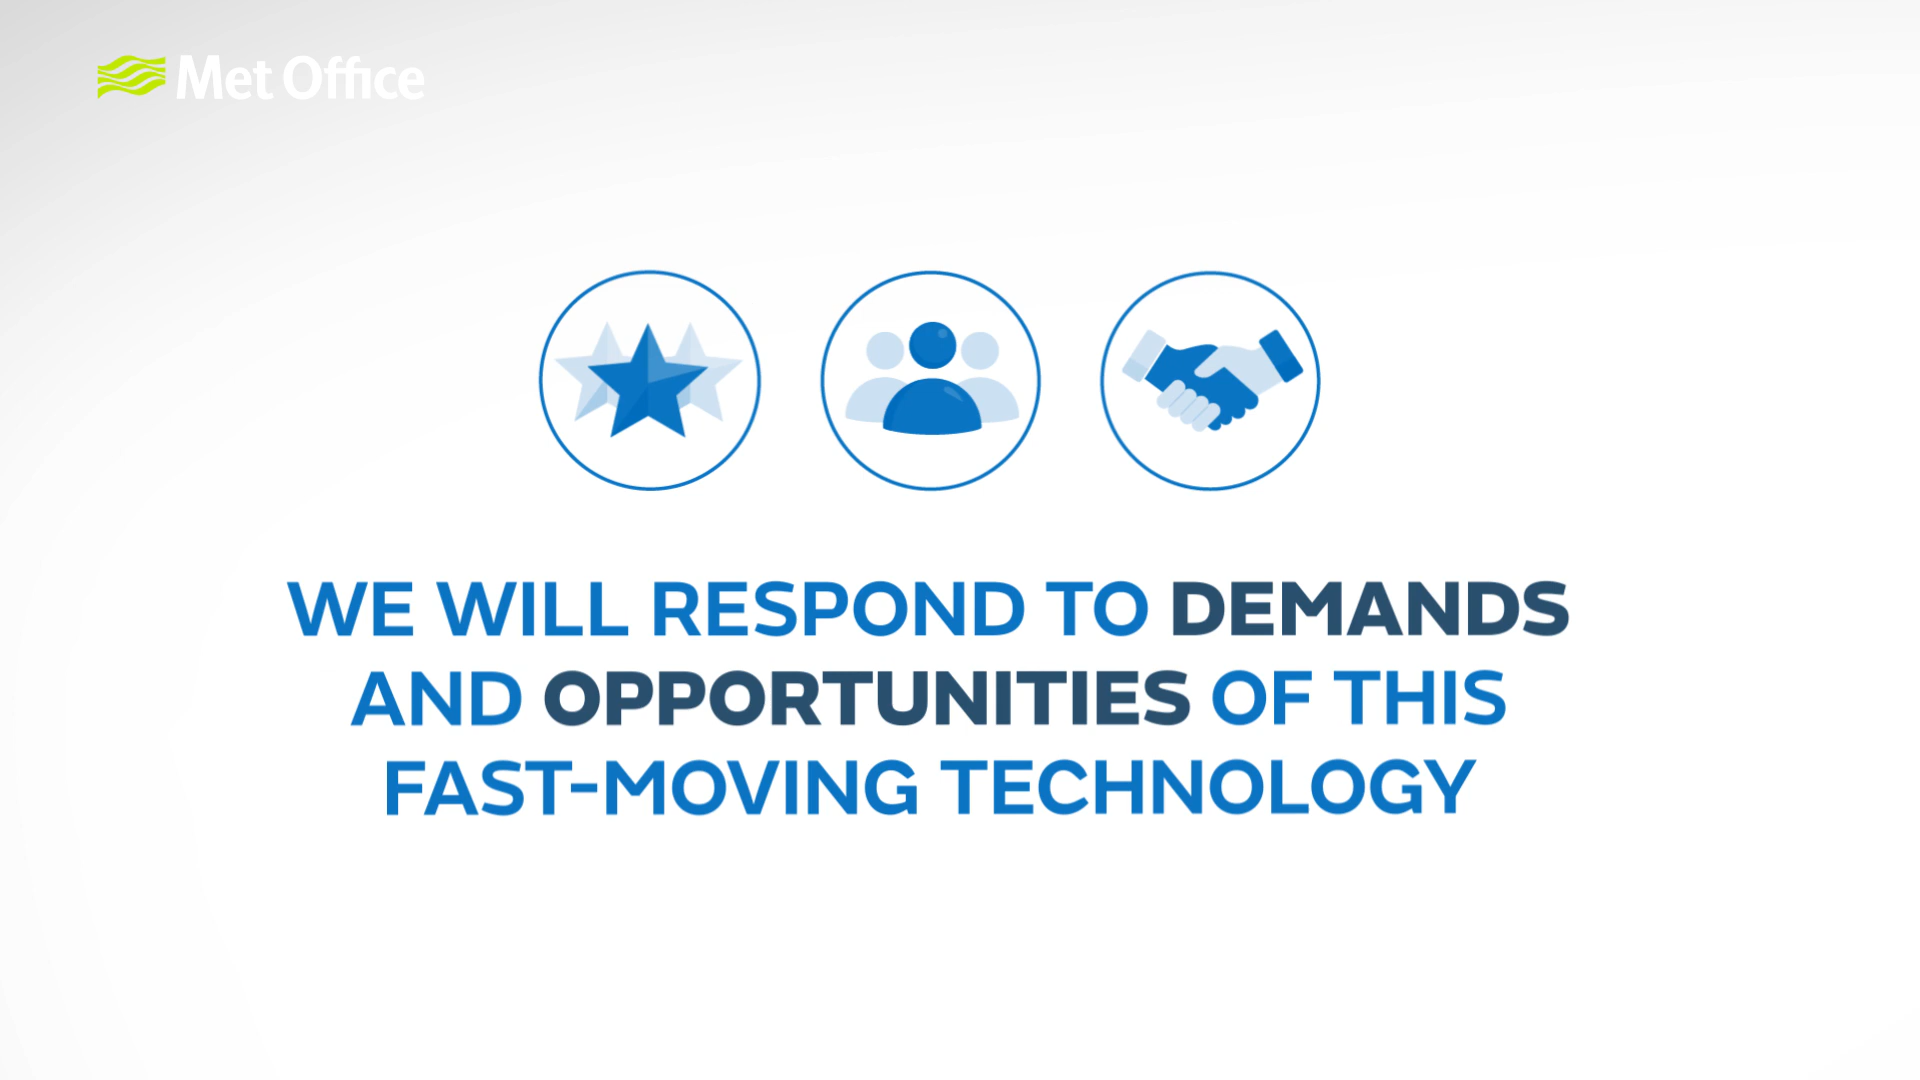 Met Office
WE WILL RESPOND TO DEMANDS
AND OPPORTUNITIES OF THIS
FAST-MOVING TECHNOLOGY